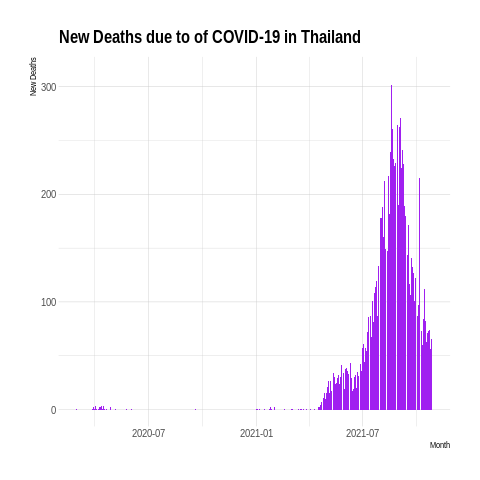 New Deaths due to of COVID-19 in Thailand
New Deaths
300
200
100
0
2020-07
2021-01
2021-07
Month